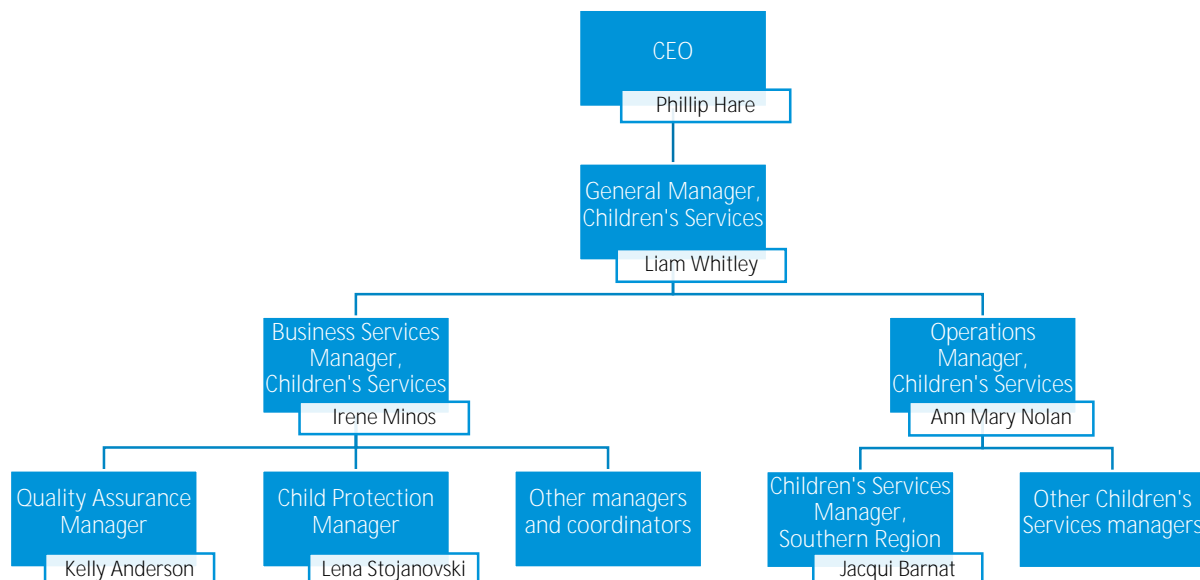 CEO
Phillip Hare
General Manager,
Children's Services
Liam Whitley
Business Services
Manager,
Children's Services
Irene Minos
Operations
Manager,
Children's Services
Ann Mary Nolan
Quality Assurance
Manager
Kelly Anderson
Child Protection
Manager
Lena Stojanovski
Other managers
and coordinators
Children's Services
Manager,
Southern Region
Jacqui Barnat
Other Children's
Services managers